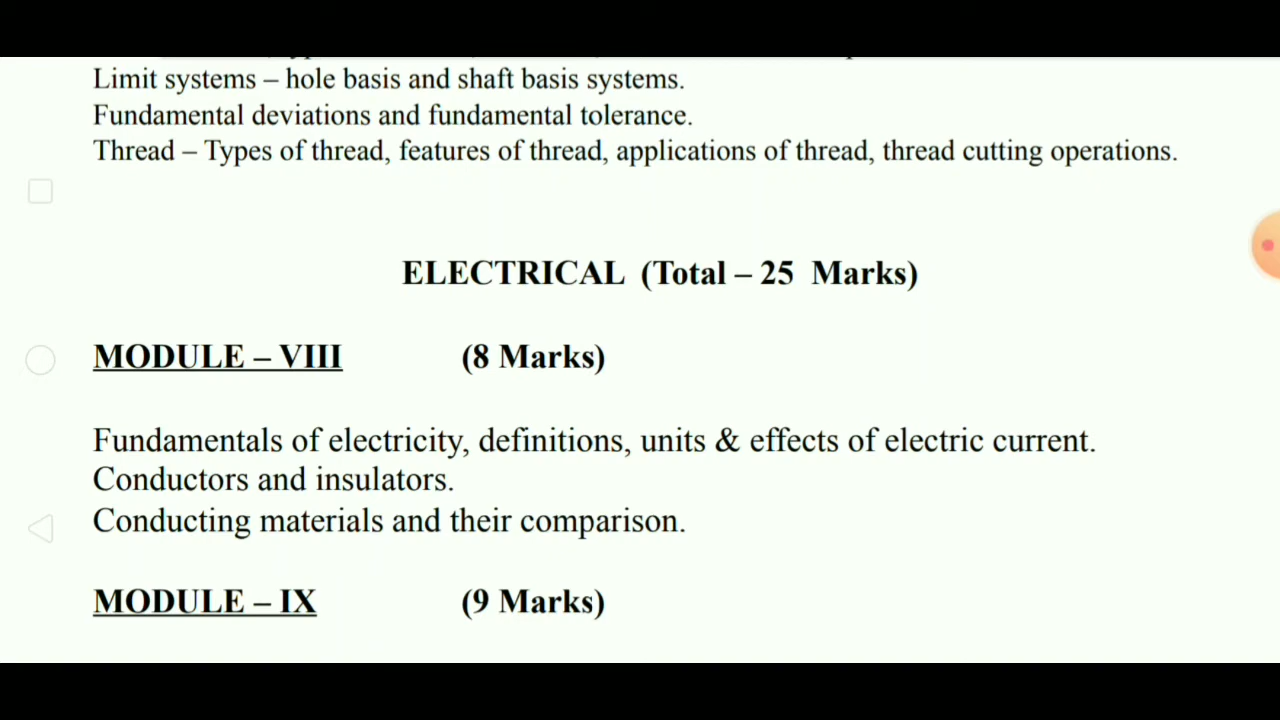 Limit systems – hole basis and shaft basis systems.
Fundamental deviations and fundamental tolerance.
Thread – Types of thread, features of thread, applications of thread, thread cutting operations.
ELECTRICAL (Total – 25 Marks)
MODULE – VIII (8 Marks)
Fundamentals of electricity, definitions, units & effects of electric current.
Conductors and insulators.
Conducting materials and their comparison.
MODULE – IX (9 Marks)